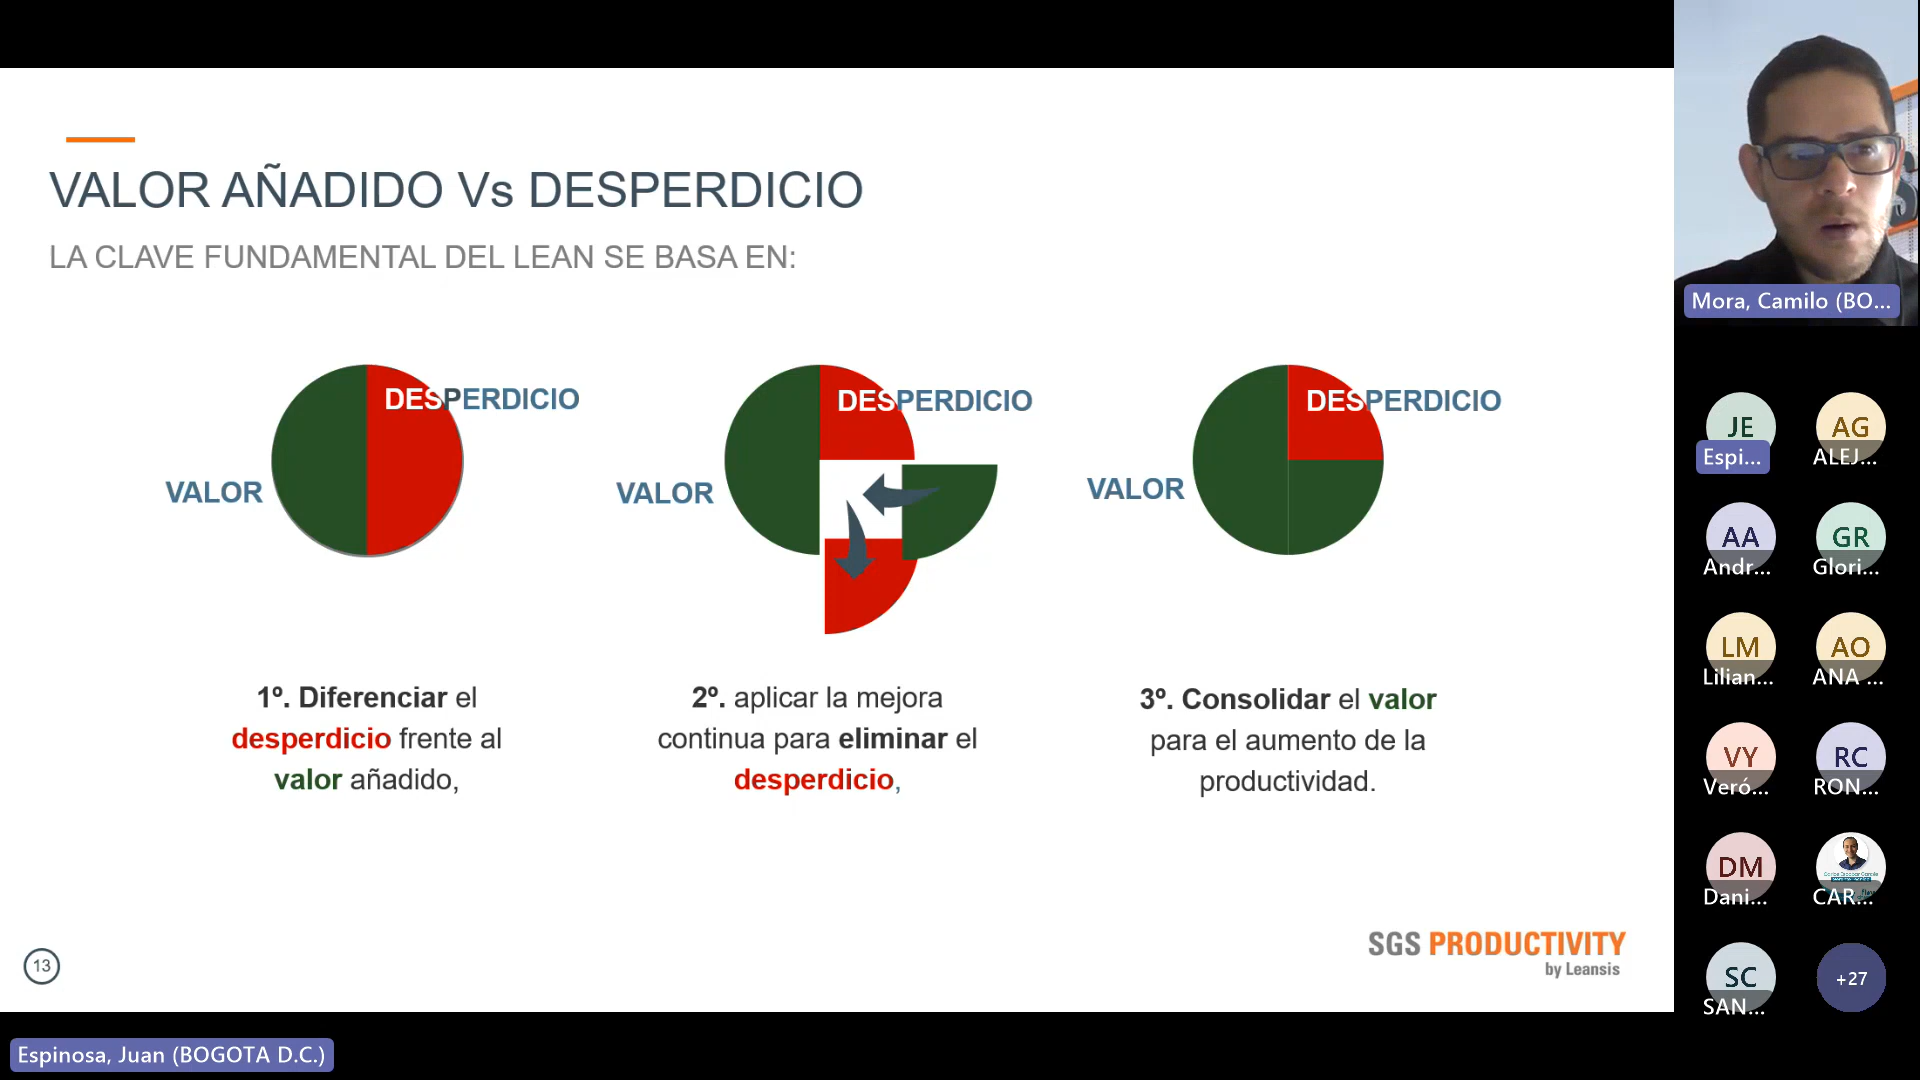 VALOR AÑADIDO Vs DESPERDICIO
LA CLAVE FUNDAMENTAL DEL LEAN SE BASA EN:
DESPERDICIO
VALOR
DESPERDICIO
VALOR
DESPERDICIO
VALOR
1º. Diferenciar el
desperdicio frente al
valor añadido,
2º. aplicar la mejora
continua para eliminar el
desperdicio,
3º. Consolidar el valor
para el aumento de la
productividad.
13
SGS PRODUCTIVITY
by Leansis
Espinosa, Juan (BOGOTA D.C.)
Mora, Camilo (BO...
JE
Espi...
AG
ALEJ...
AA
Andr...
GR
Glori...
LM
Lilian...
AO
ANA ...
VY
Veró...
RC
RON...
DM
Dani...
CAR...
SC
SAN...
+27